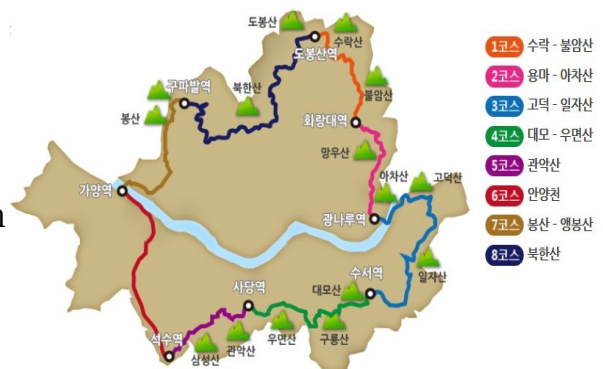 도봉산
수락산
도봉산역
구파발역
북한산
불암산
봉산
화랑대역
망우산
가양역
아차산
고덕산
광나루역
일자산
수서역
대모산
사당역
우면산
구룡산
석수역
관악산
삼성산
1코스 수락 - 불암산
2코스 용마 - 아차산
3코스 고덕 - 일자산
4코스 대모 - 우면산
5코스 관악산
6코스 안양천
7코스 봉산 - 앵봉산
8코스 북한산